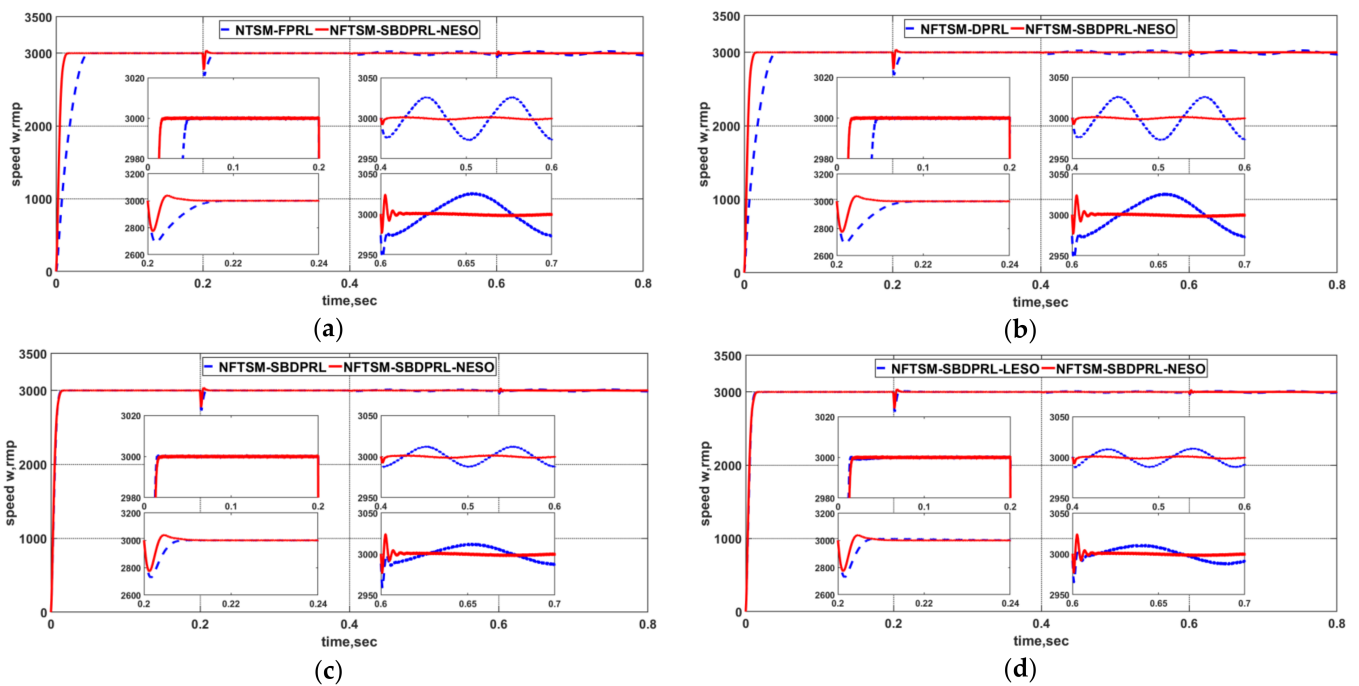 NTSM-FPRL NFTSM-SBDPRL-NESO
speed w,rmp
3500
3000
2000
1000
0
3020
3000
2980
0 0.1 0.2
3050
3000
2950
0.4 0.5 0.6
3200
3000
2800
2600
0.2 0.22 0.24
3050
3000
2950
0.6 0.65 0.7
0 0.2 0.4 0.6 0.8
time,sec
(a)
NFTSM-DPRL NFTSM-SBDPRL-NESO
speed w,rmp
3500
3000
2000
1000
0
3020
3000
2980
0 0.1 0.2
3050
3000
2950
0.4 0.5 0.6
3200
3000
2800
2600
0.2 0.22 0.24
3050
3000
2950
0.6 0.65 0.7
0 0.2 0.4 0.6 0.8
time,sec
(b)
NFTSM-SBDPRL NFTSM-SBDPRL-NESO
speed w,rmp
3500
3000
2000
1000
0
3020
3000
2980
0 0.1 0.2
3050
3000
2950
0.4 0.5 0.6
3200
3000
2800
2600
0.2 0.22 0.24
3050
3000
2950
0.6 0.65 0.7
0 0.2 0.4 0.6 0.8
time,sec
(c)
NFTSM-SBDPRL-LESO NFTSM-SBDPRL-NESO
speed w,rmp
3500
3000
2000
1000
0
3020
3000
2980
0 0.1 0.2
3050
3000
2950
0.4 0.5 0.6
3200
3000
2800
2600
0.2 0.22 0.24
3050
3000
2950
0.6 0.65 0.7
0 0.2 0.4 0.6 0.8
time,sec
(d)